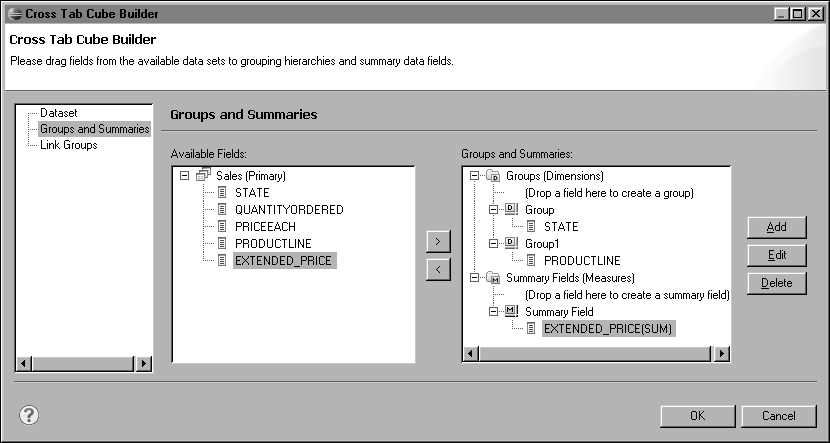 Cross Tab Cube Builder
Cross Tab Cube Builder
Please drag fields from the available data sets to grouping hierarchies and summary data fields.
Dataset
Groups and Summaries
Link Groups
Groups and Summaries
Available Fields:
Sales (Primary)
STATE
QUANTITYORDERED
PRICEEACH
PRODUCTLINE
EXTENDED_PRICE
>
<
Groups and Summaries:
Groups (Dimensions)
(Drop a field here to create a group)
Group
STATE
Group1
PRODUCTLINE
Summary Fields (Measures)
(Drop a field here to create a summary field)
Summary Field
EXTENDED_PRICE(SUM)
Add
Edit
Delete
?
OK
Cancel